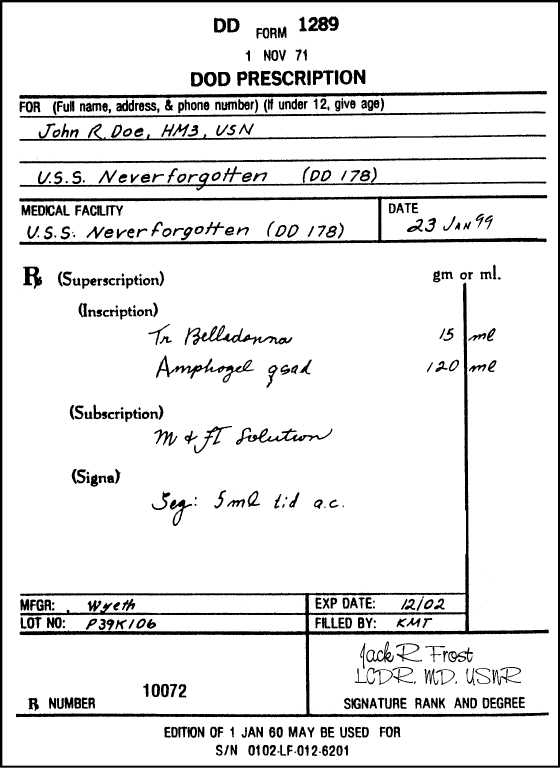 DD FORM 1289
1 NOV 71
DOD PRESCRIPTION
FOR (Full name, address, & phone number) (If under 12, give age)
John R. Doe, HM3, USN
U.S.S. Neverforgotten (DD 178)
MEDICAL FACILITY
U.S.S. Neverforgotten (DD 178)
DATE
23 JAN 99
℞ (Superscription) gm or ml.
(Inscription)
Tr Belladonna 15 ml
Amphogel qsad 120 ml
(Subscription)
M & ft Solution
(Signa)
Sig: 5ml tid a.c.
MFGR: Wyeth EXP DATE: 12/02
LOT NO: P39K106 FILLED BY: KMT
Jack R Frost
LCDR, MD, USNR
10072
℞ NUMBER SIGNATURE RANK AND DEGREE
EDITION OF 1 JAN 60 MAY BE USED FOR
S/N 0102-LF-012-6201